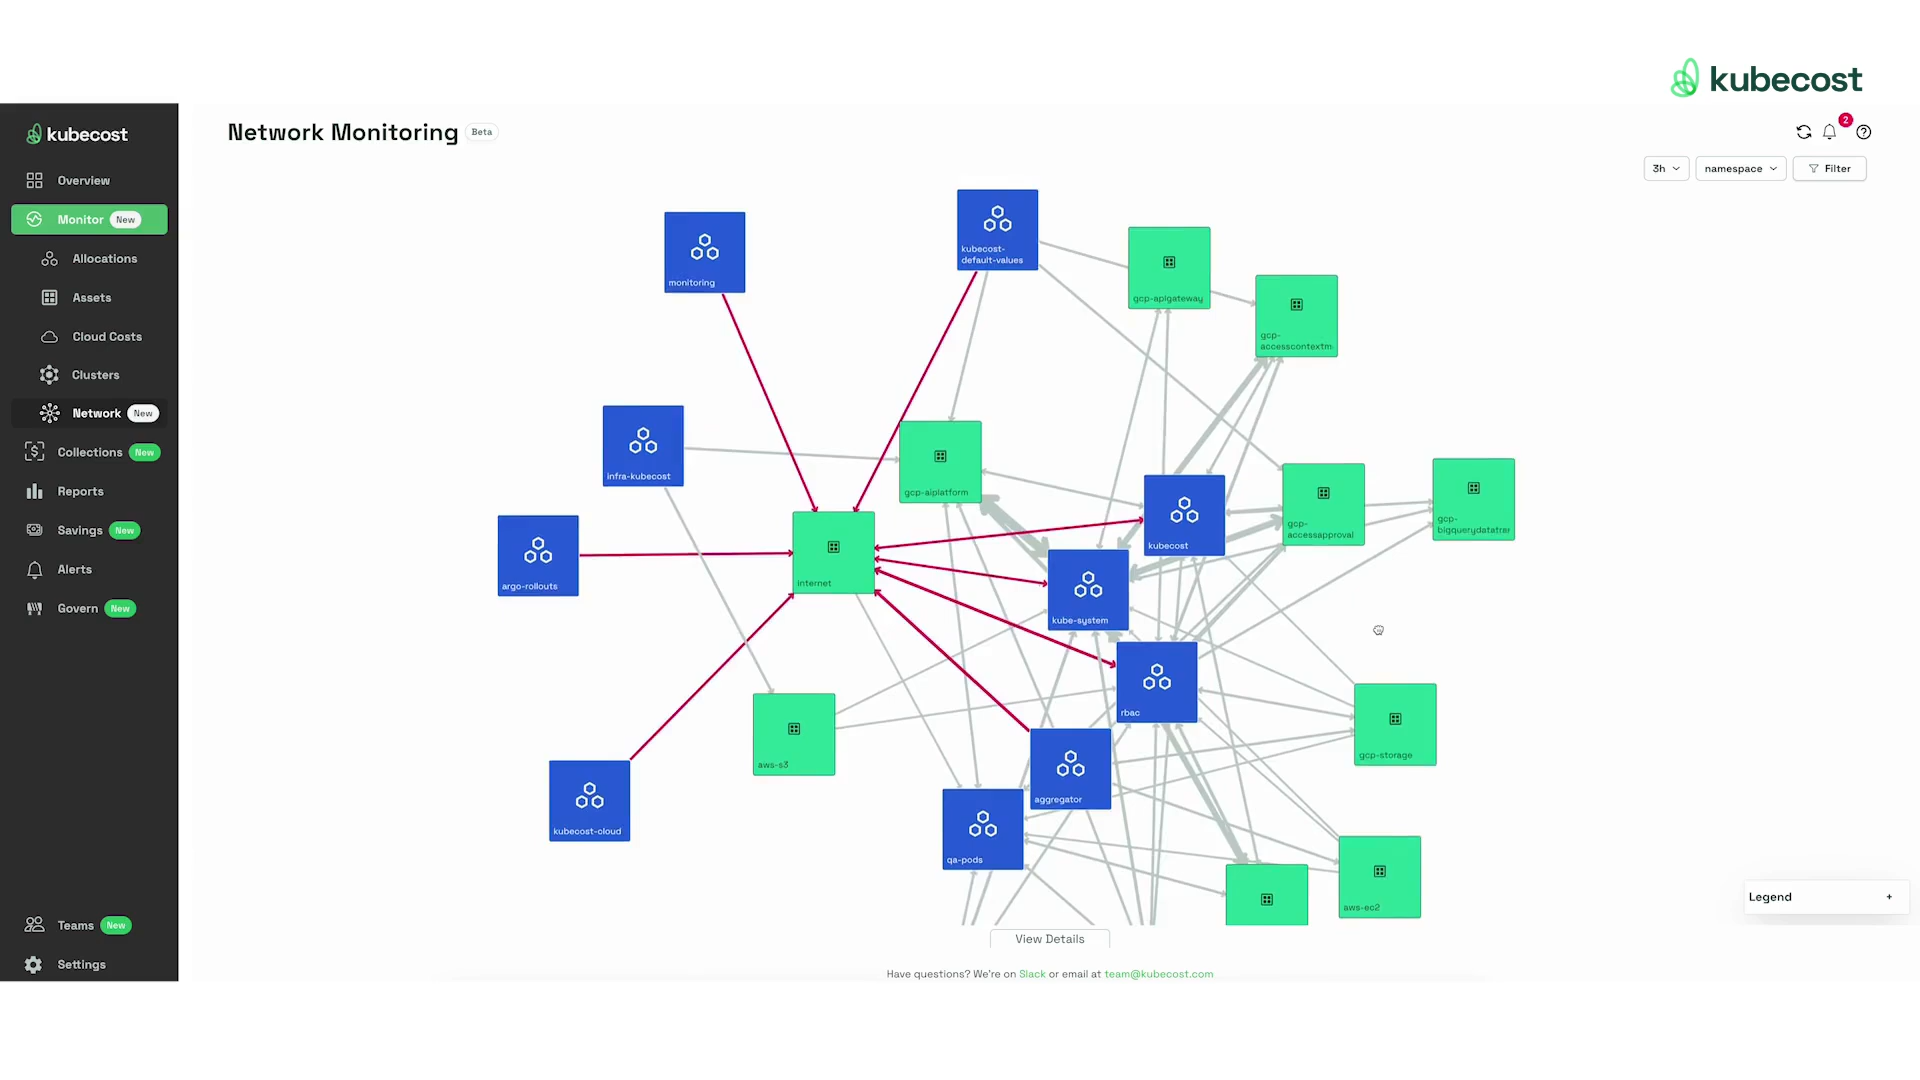 kubecost
kubecost
Network Monitoring Beta
2
3h
namespace
Filter
Overview
Monitor New
Allocations
Assets
Cloud Costs
Clusters
Network New
Collections New
Reports
Savings New
Alerts
Govern New
Teams New
Settings
monitoring
kubecost-
default-values
gcp-apigateway
gcp-
accesscontextm
infra-kubecost
gcp-aiplatform
kubecost
gcp-
accessapproval
gcp-
bigquerydatatra
argo-rollouts
internet
kube-system
rbac
aws-s3
gcp-storage
aggregator
kubecost-cloud
qa-pods
aws-ec2
Legend +
View Details
Have questions? We're on Slack or email at team@kubecost.com